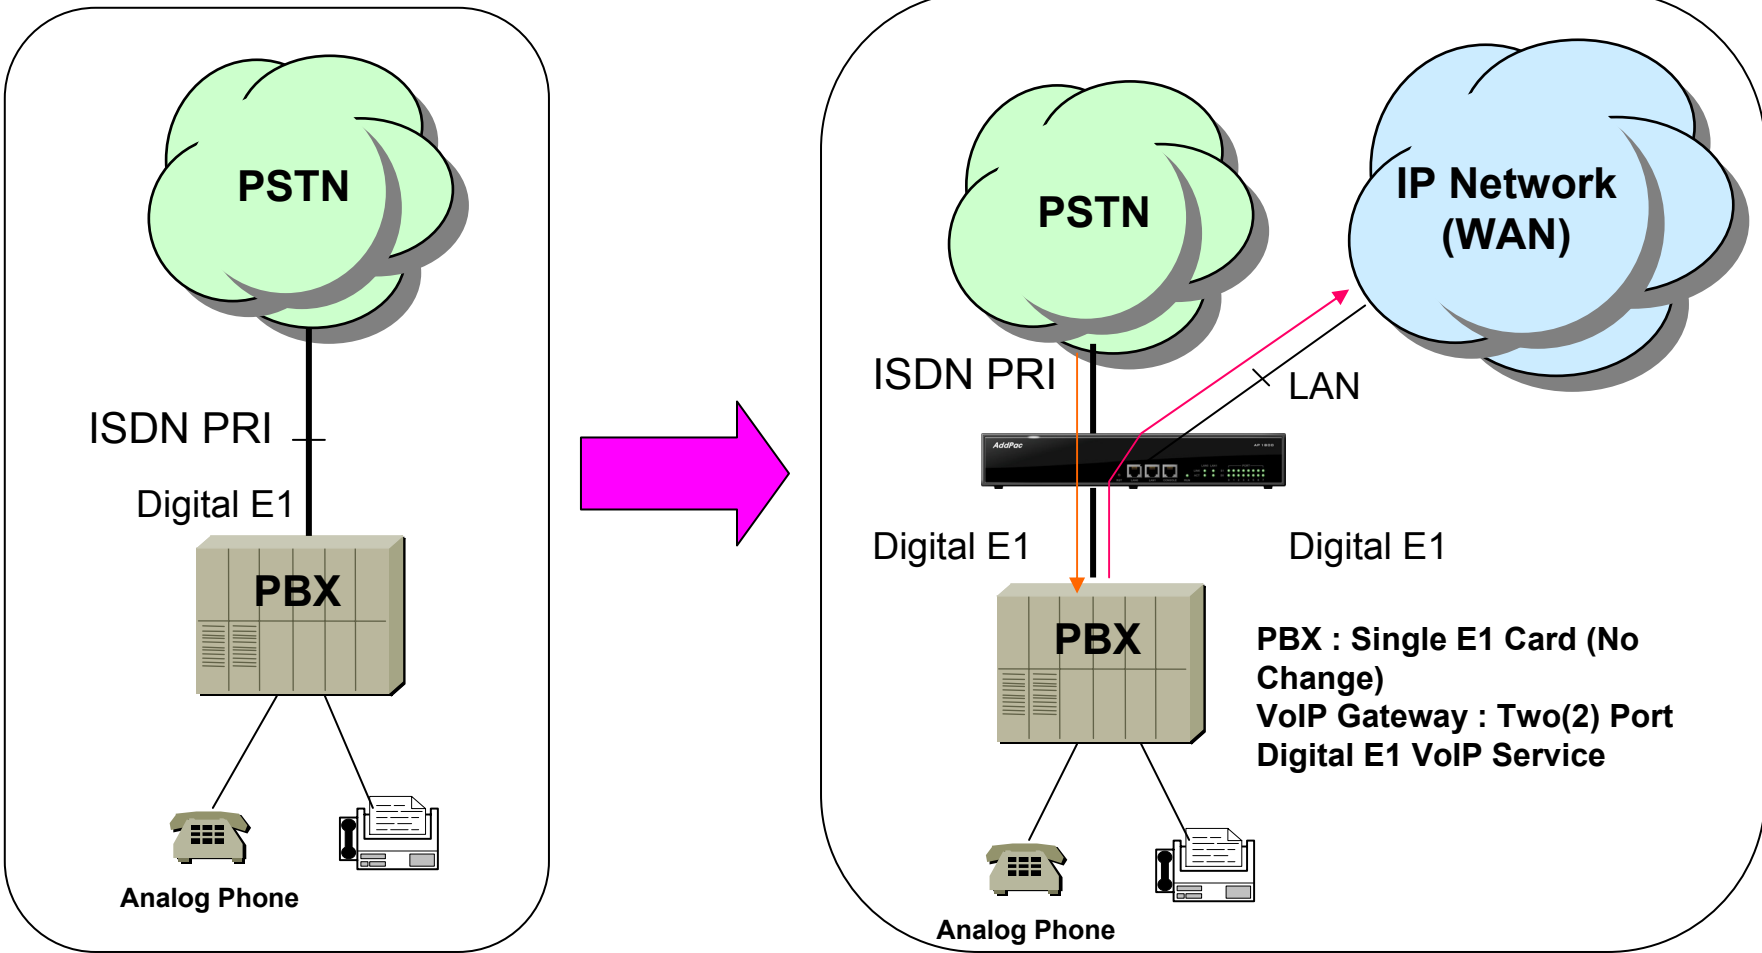 PSTN
ISDN PRI
Digital E1
PBX
Analog Phone
PSTN
IP Network
(WAN)
ISDN PRI
LAN
AddPac
Digital E1
Digital E1
PBX
PBX : Single E1 Card (No
Change)
VoIP Gateway : Two(2) Port
Digital E1 VoIP Service
Analog Phone